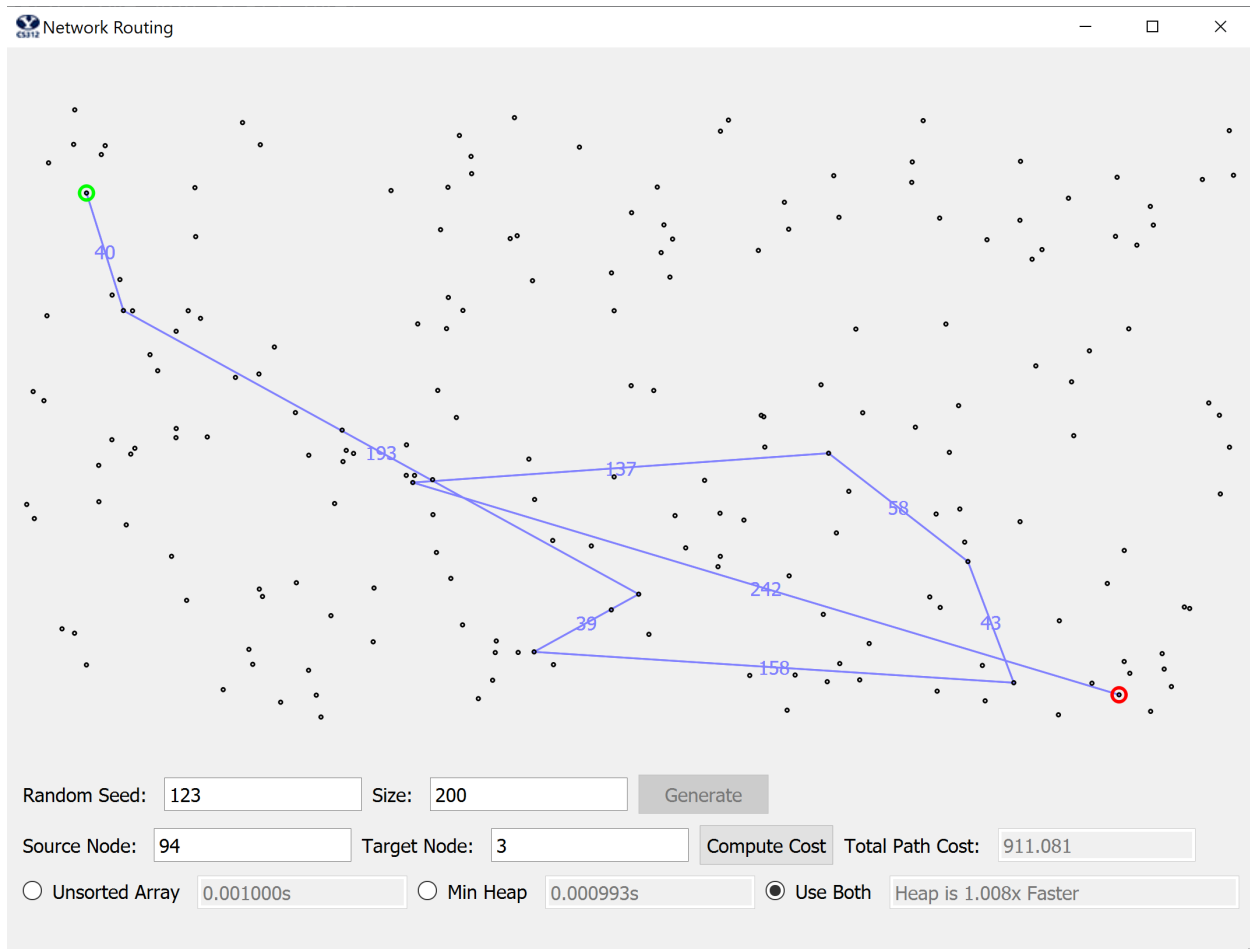 CS312 Network Routing
40
193
137
58
242
39
43
158
Random Seed: 123 Size: 200 Generate
Source Node: 94 Target Node: 3 Compute Cost Total Path Cost: 911.081
Unsorted Array 0.001000s Min Heap 0.000993s Use Both Heap is 1.008x Faster